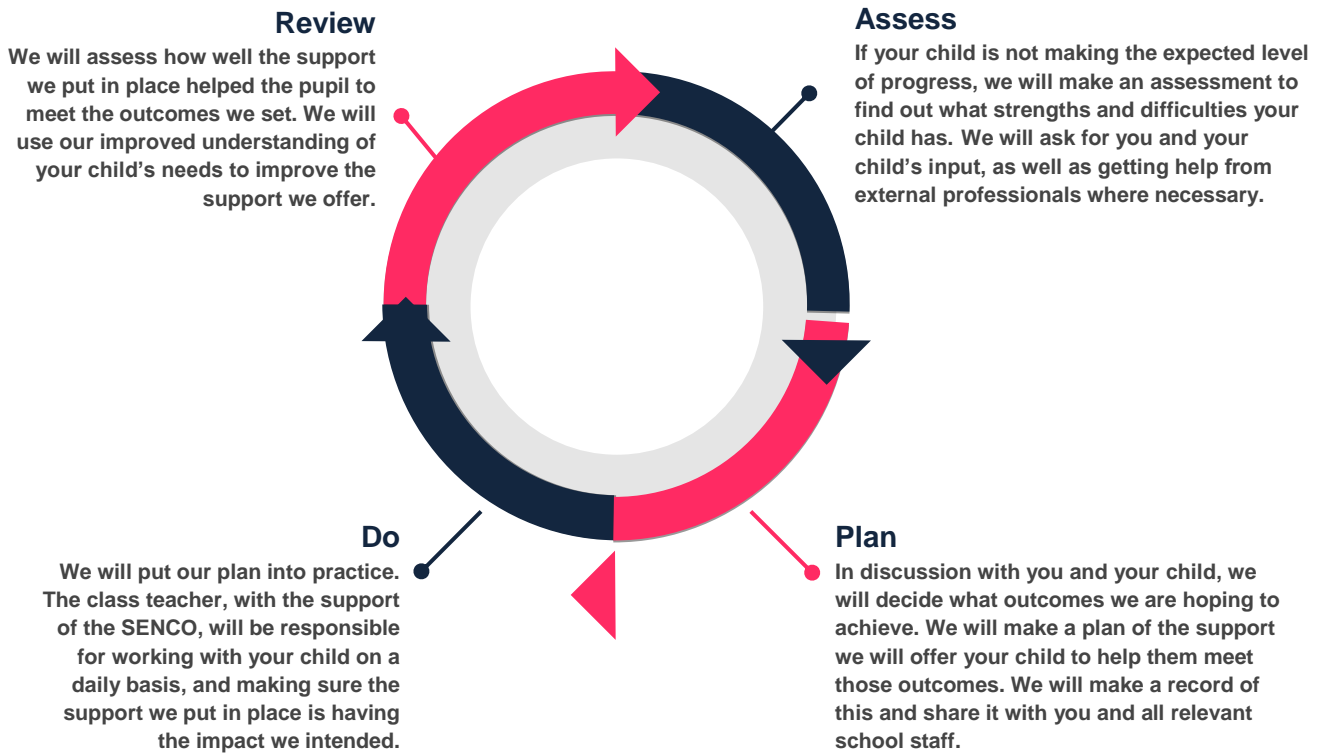 Review
We will assess how well the support
we put in place helped the pupil to
meet the outcomes we set. We will
use our improved understanding of
your child’s needs to improve the
support we offer.
Assess
If your child is not making the expected level
of progress, we will make an assessment to
find out what strengths and difficulties your
child has. We will ask for you and your
child’s input, as well as getting help from
external professionals where necessary.
Do
We will put our plan into practice.
The class teacher, with the support
of the SENCO, will be responsible
for working with your child on a
daily basis, and making sure the
support we put in place is having
the impact we intended.
Plan
In discussion with you and your child, we
will decide what outcomes we are hoping to
achieve. We will make a plan of the support
we will offer your child to help them meet
those outcomes. We will make a record of
this and share it with you and all relevant
school staff.